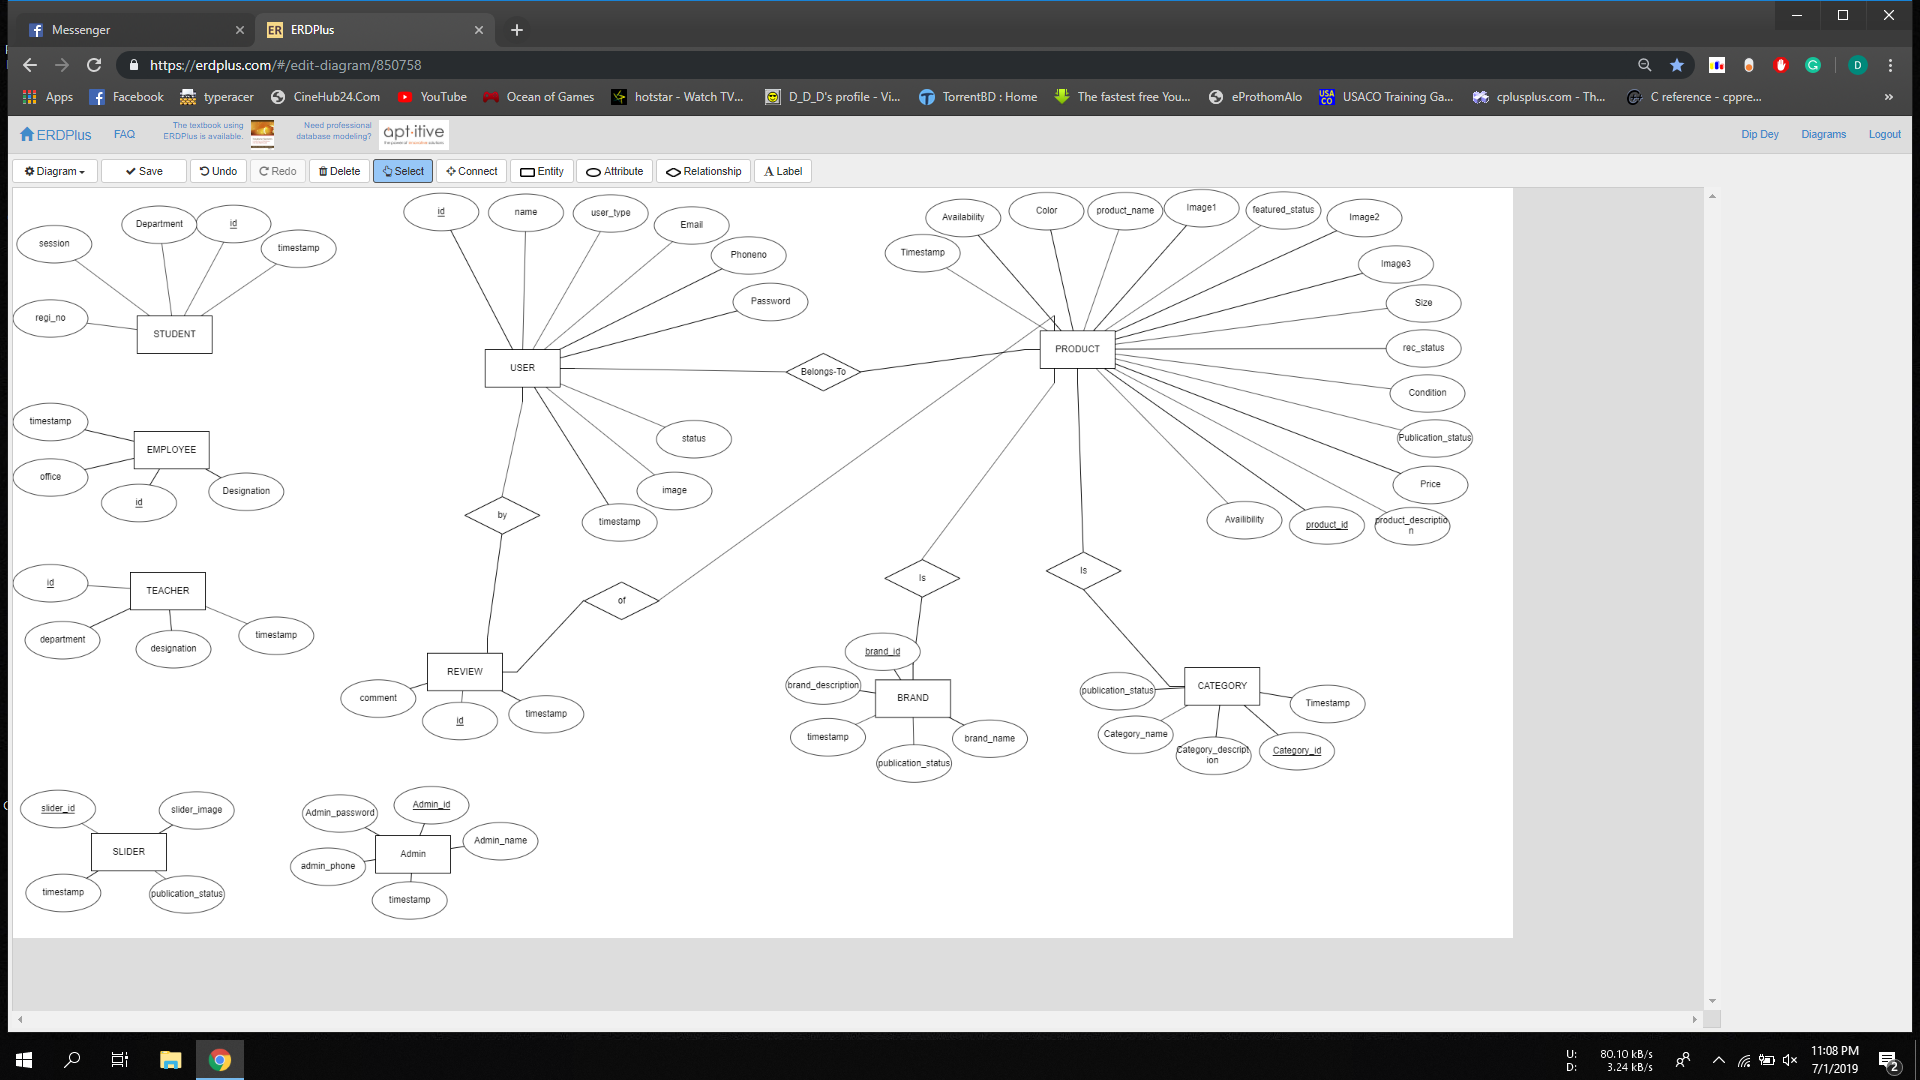 Messenger
ER ERDPlus
https://erdplus.com/#/edit-diagram/850758
D
Apps
Facebook
typeracer
CineHub24.Com
YouTube
Ocean of Games
hotstar - Watch TV...
D_D_D's profile - Vi...
TorrentBD : Home
The fastest free You...
eProthomAlo
USACO Training Ga...
cplusplus.com - Th...
C reference - cppre...
»
ERDPlus
FAQ
The textbook using
ERDPlus is available.
Need professional
database modeling?
apt-itive
Dip Dey
Diagrams
Logout
Diagram
Save
Undo
Redo
Delete
Select
Connect
Entity
Attribute
Relationship
A Label
session
Department
id
timestamp
regi_no
STUDENT
id
name
user_type
Email
Phoneno
Password
USER
status
image
timestamp
Belongs-To
Availability
Color
product_name
Image1
featured_status
Image2
Timestamp
Image3
Size
PRODUCT
rec_status
Condition
Publication_status
Price
Availibility
product_id
product_descriptio
n
timestamp
EMPLOYEE
office
id
Designation
by
of
Is
Is
id
TEACHER
department
designation
timestamp
REVIEW
comment
id
timestamp
brand_id
brand_description
BRAND
timestamp
brand_name
publication_status
publication_status
CATEGORY
Timestamp
Category_name
Category_descript
ion
Category_id
slider_id
slider_image
SLIDER
timestamp
publication_status
Admin_password
Admin_id
Admin_name
Admin
admin_phone
timestamp
U: 80.10 kB/s
D: 3.24 kB/s
11:08 PM
7/1/2019
2